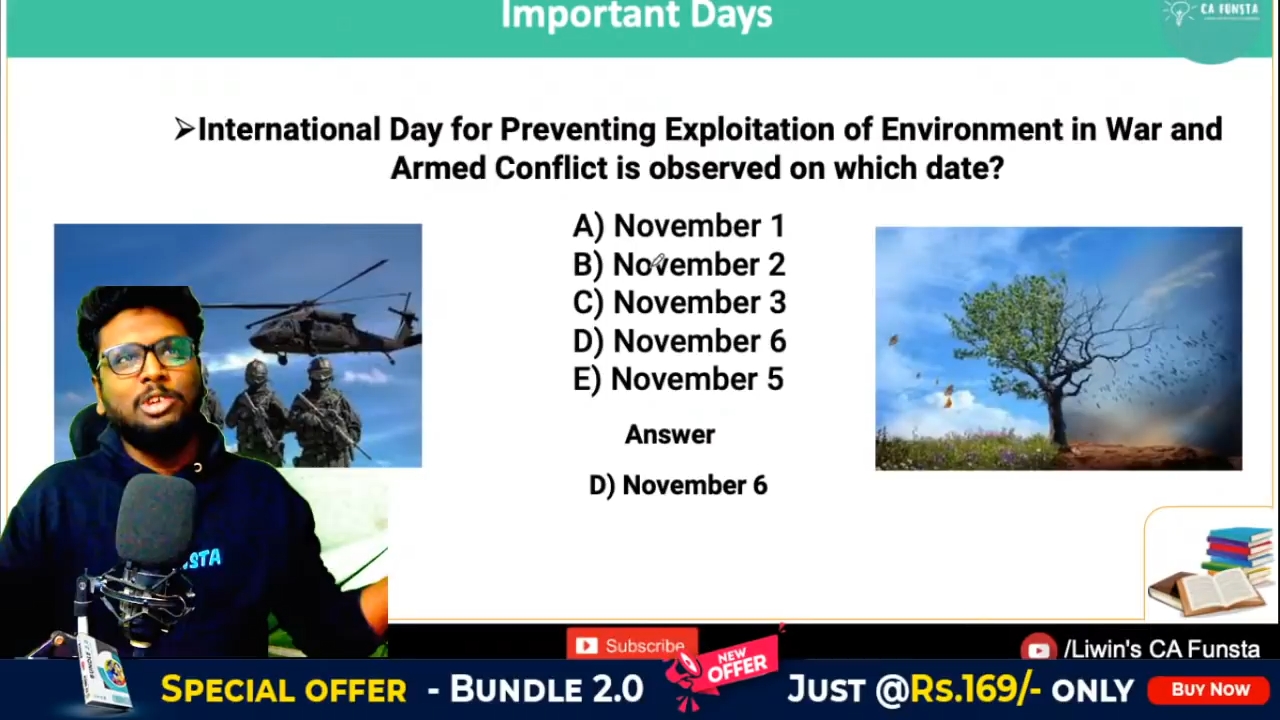 Important Days
CA FUNSTA
➢International Day for Preventing Exploitation of Environment in War and
Armed Conflict is observed on which date?
A) November 1
B) November 2
C) November 3
D) November 6
E) November 5
Answer
D) November 6
STA
Subscribe
/Liwin's CA Funsta
SPECIAL OFFER - BUNDLE 2.0
NEW
OFFER
JUST @Rs.169/- ONLY
Buy Now